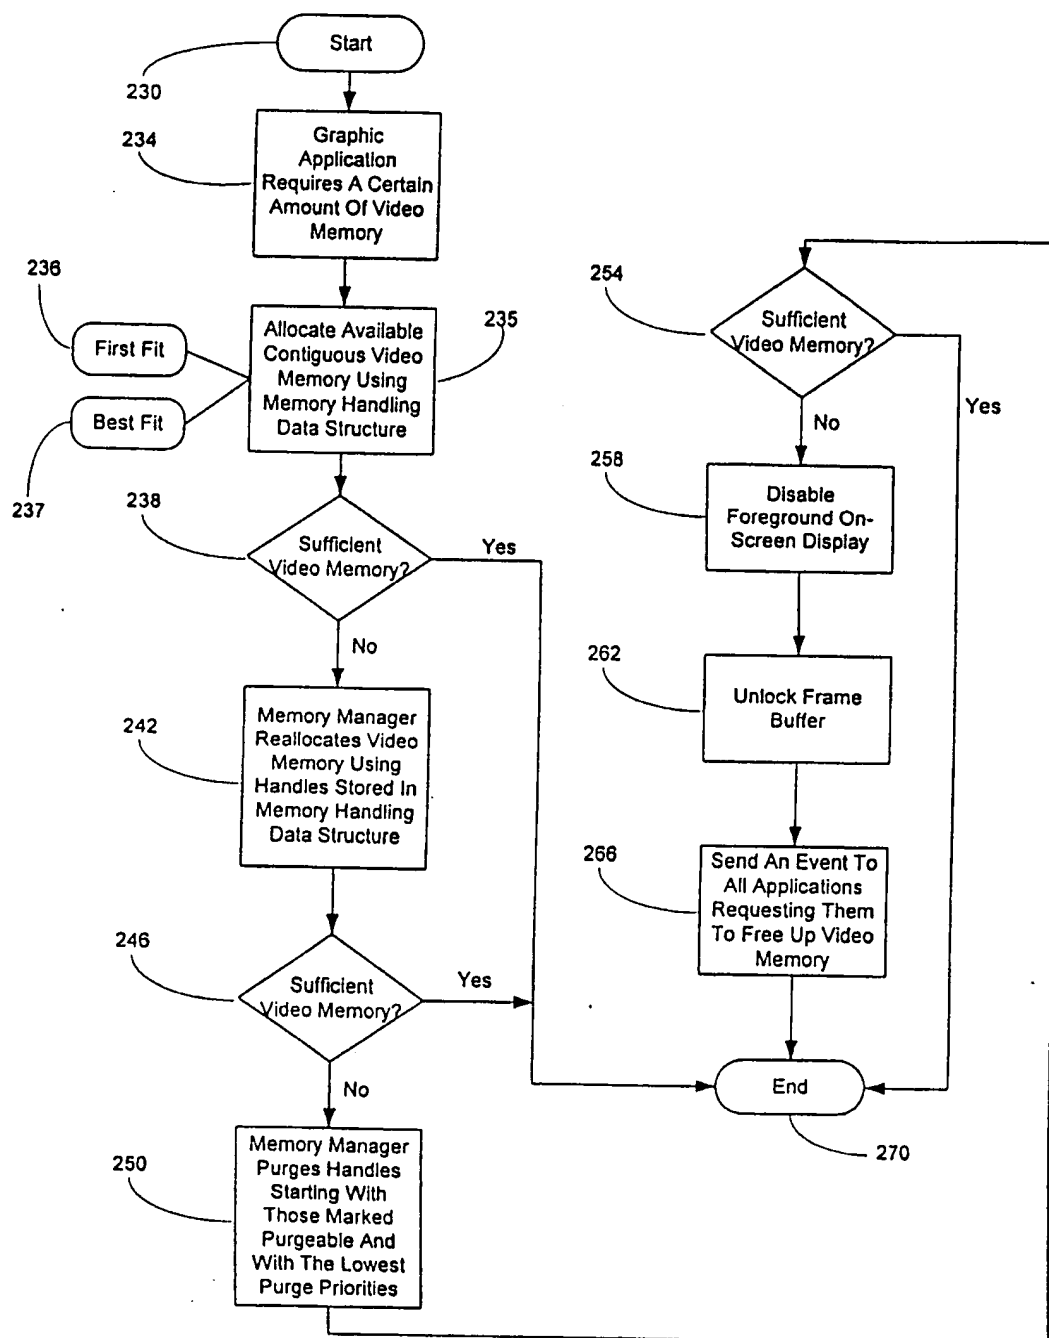 Start
230
234
Graphic
Application
Requires A Certain
Amount Of Video
Memory
236
First Fit
Best Fit
237
Allocate Available
Contiguous Video
Memory Using
Memory Handling
Data Structure
235
238
Sufficient
Video Memory?
Yes
No
242
Memory Manager
Reallocates Video
Memory Using
Handles Stored In
Memory Handling
Data Structure
246
Sufficient
Video Memory?
Yes
No
250
Memory Manager
Purges Handles
Starting With
Those Marked
Purgeable And
With The Lowest
Purge Priorities
254
Sufficient
Video Memory?
Yes
No
258
Disable
Foreground On-
Screen Display
262
Unlock Frame
Buffer
266
Send An Event To
All Applications
Requesting Them
To Free Up Video
Memory
End
270